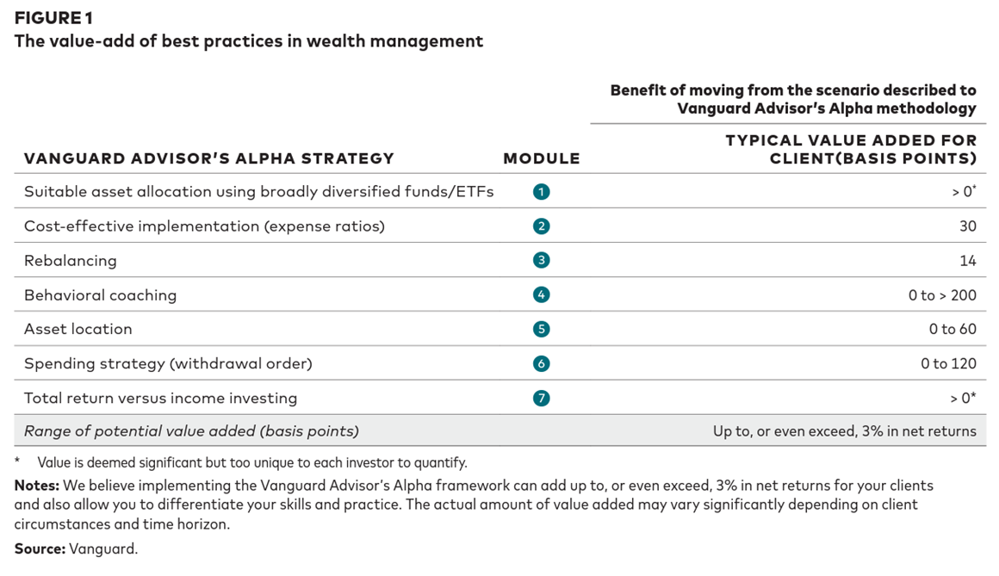 FIGURE 1
The value-add of best practices in wealth management
Benefit of moving from the scenario described to
Vanguard Advisor's Alpha methodology
VANGUARD ADVISOR'S ALPHA STRATEGY MODULE TYPICAL VALUE ADDED FOR CLIENT(BASIS POINTS)
Suitable asset allocation using broadly diversified funds/ETFs 1 > 0*
Cost-effective implementation (expense ratios) 2 30
Rebalancing 3 14
Behavioral coaching 4 0 to > 200
Asset location 5 0 to 60
Spending strategy (withdrawal order) 6 0 to 120
Total return versus income investing 7 > 0*
Range of potential value added (basis points) Up to, or even exceed, 3% in net returns
* Value is deemed significant but too unique to each investor to quantify.
Notes: We believe implementing the Vanguard Advisor's Alpha framework can add up to, or even exceed, 3% in net returns for your clients
and also allow you to differentiate your skills and practice. The actual amount of value added may vary significantly depending on client
circumstances and time horizon.
Source: Vanguard.